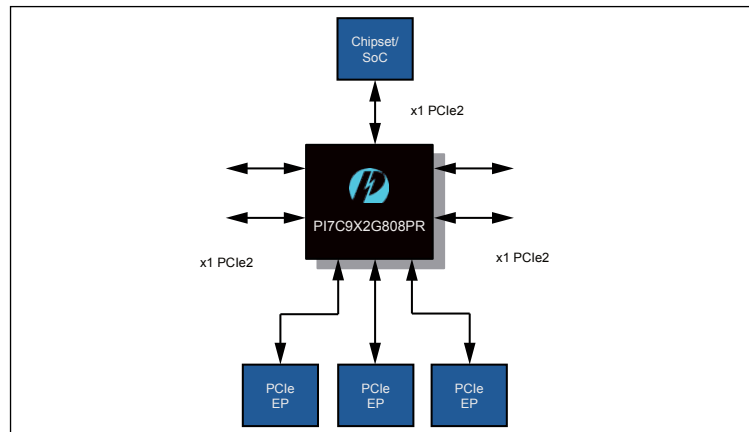 Chipset/
SoC
x1 PCIe2
PI7C9X2G808PR
x1 PCIe2
x1 PCIe2
PCIe
EP
PCIe
EP
PCIe
EP